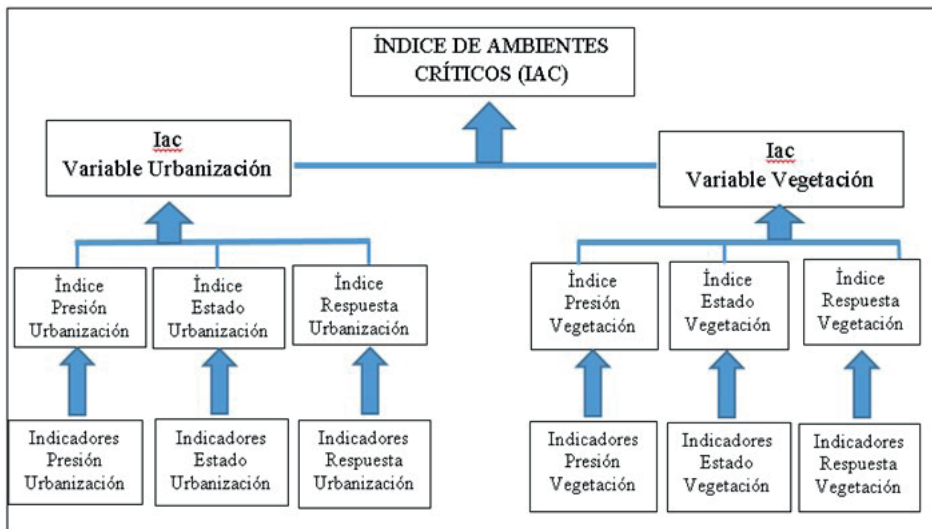 ÍNDICE DE AMBIENTES
CRÍTICOS (IAC)
Iac
Variable Urbanización
Iac
Variable Vegetación
Índice
Presión
Urbanización
Índice
Estado
Urbanización
Índice
Respuesta
Urbanización
Índice
Presión
Vegetación
Índice
Estado
Vegetación
Índice
Respuesta
Vegetación
Indicadores
Presión
Urbanización
Indicadores
Estado
Urbanización
Indicadores
Respuesta
Urbanización
Indicadores
Presión
Vegetación
Indicadores
Estado
Vegetación
Indicadores
Respuesta
Vegetación